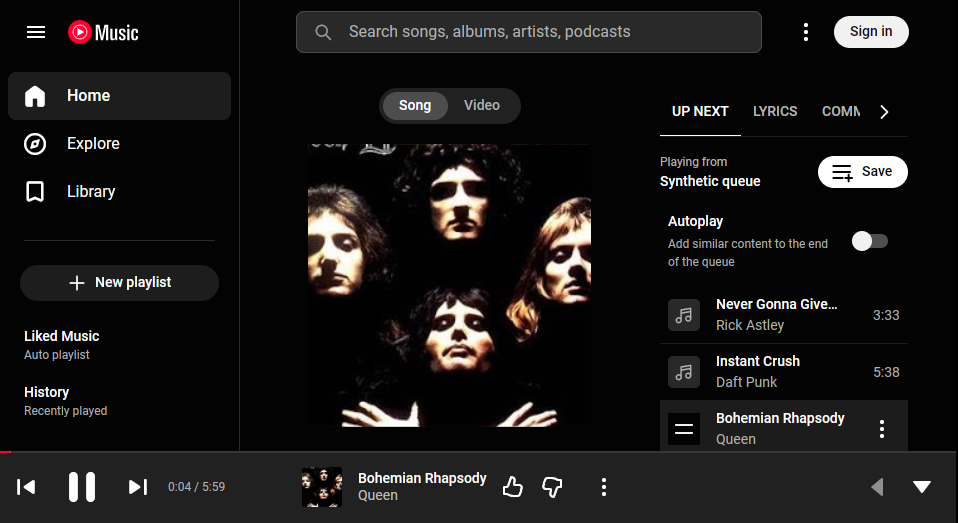 Music
Search songs, albums, artists, podcasts
Sign in
Home
Explore
Library
New playlist
Liked Music
Auto playlist
History
Recently played
Song
Video
UP NEXT
LYRICS
COMM
Playing from
Synthetic queue
Save
Autoplay
Add similar content to the end
of the queue
Never Gonna Give…
Rick Astley
3:33
Instant Crush
Daft Punk
5:38
Bohemian Rhapsody
Queen
0:04 / 5:59
Bohemian Rhapsody
Queen